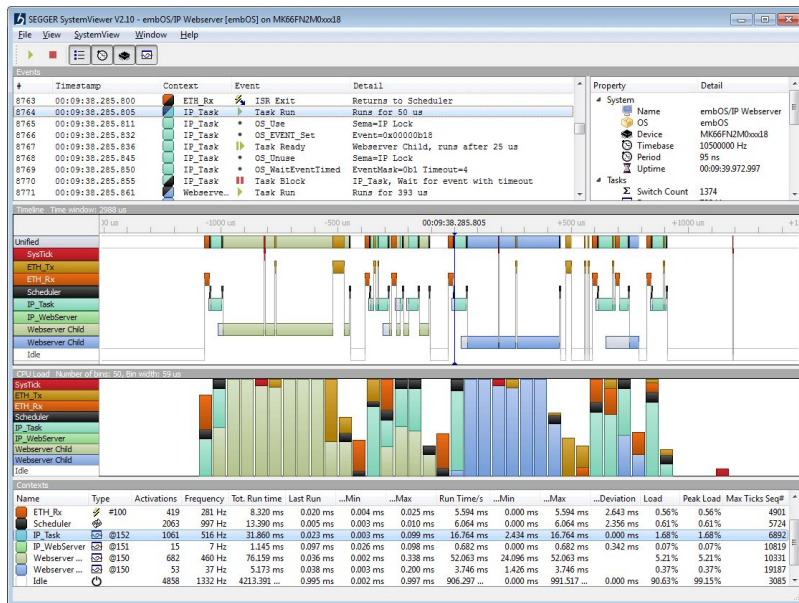 SEGGER SystemViewer V2.10 - embOS/IP Webserver [embOS] on MK66FN2M0xxx18
File View SystemViewer Window Help
Events
# Timestamp Context Event Detail
8763 00:09:38.285.800 ETH_Rx ISR Exit Returns to Scheduler
8764 00:09:38.285.805 IP_Task Task Run Runs for 50 us
8765 00:09:38.285.811 IP_Task OS_Use Sema=IP Lock
8766 00:09:38.285.832 IP_Task OS_EVENT_Set Event=0x00000b18
8767 00:09:38.285.836 IP_Task Task Ready Webserver Child, runs after 25 us
8768 00:09:38.285.845 IP_Task OS_Unuse Sema=IP Lock
8769 00:09:38.285.850 IP_Task OS_WaitEventTimed EventMask=0b1 Timeout=4
8770 00:09:38.285.855 IP_Task Task Block IP_Task, Wait for event with timeout
8771 00:09:38.285.861 Webserve... Task Run Runs for 393 us
Property Detail
System
Name embOS/IP Webserver
OS embOS
Device MK66FN2M0xxx18
Timebase 10500000 Hz
Period 95 ns
Uptime 00:09:39.972.997
Tasks
Switch Count 1374
Timeline Time window: 2988 us
00 us -1000 us -500 us 00:09:38.285.805 +500 us +1000 us +1
Unified
SysTick
ETH_Tx
ETH_Rx
Scheduler
IP_Task
IP_WebServer
Webserver Child
Webserver Child
Idle
CPU Load Number of bins: 50, Bin width: 59 us
SysTick
ETH_Tx
ETH_Rx
Scheduler
IP_Task
IP_WebServer
Webserver Child
Webserver Child
Idle
Contexts
Name Type Activations Frequency Tot. Run time Last Run ...Min ...Max Run Time/s ...Min ...Max ...Deviation Load Peak Load Max Ticks Seq#
ETH_Rx #100 419 281 Hz 8.320 ms 0.020 ms 0.004 ms 0.025 ms 5.594 ms 0.000 ms 5.594 ms 2.643 ms 0.56% 0.56% 4901
Scheduler 2063 997 Hz 13.390 ms 0.005 ms 0.003 ms 0.010 ms 6.064 ms 0.000 ms 6.064 ms 2.356 ms 0.61% 0.61% 5724
IP_Task @152 1061 516 Hz 31.860 ms 0.023 ms 0.003 ms 0.099 ms 16.764 ms 2.434 ms 16.764 ms 0.000 ms 1.68% 1.68% 6892
IP_WebServer @151 15 7 Hz 1.145 ms 0.097 ms 0.026 ms 0.098 ms 0.682 ms 0.000 ms 0.682 ms 0.342 ms 0.07% 0.07% 10819
Webserver ... @150 682 460 Hz 76.159 ms 0.036 ms 0.002 ms 0.338 ms 52.063 ms 24.096 ms 52.063 ms 5.21% 5.21% 10331
Webserver ... @150 53 37 Hz 5.173 ms 0.038 ms 0.003 ms 0.200 ms 3.746 ms 1.426 ms 3.746 ms 0.37% 0.37% 19187
Idle 4858 1332 Hz 4213.391 ... 0.995 ms 0.002 ms 0.997 ms 906.297 ... 0.000 ms 991.517 ... 0.000 ms 90.63% 99.15% 3085